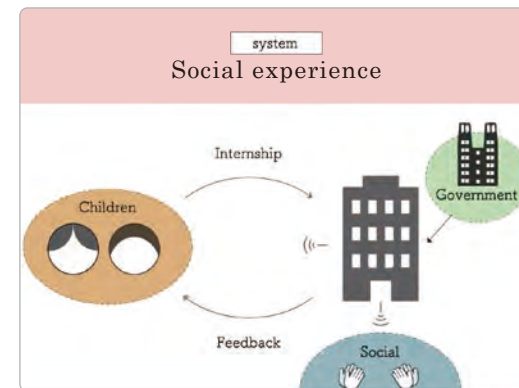 system
Social experience
Internship
Government
Children
Feedback
Social